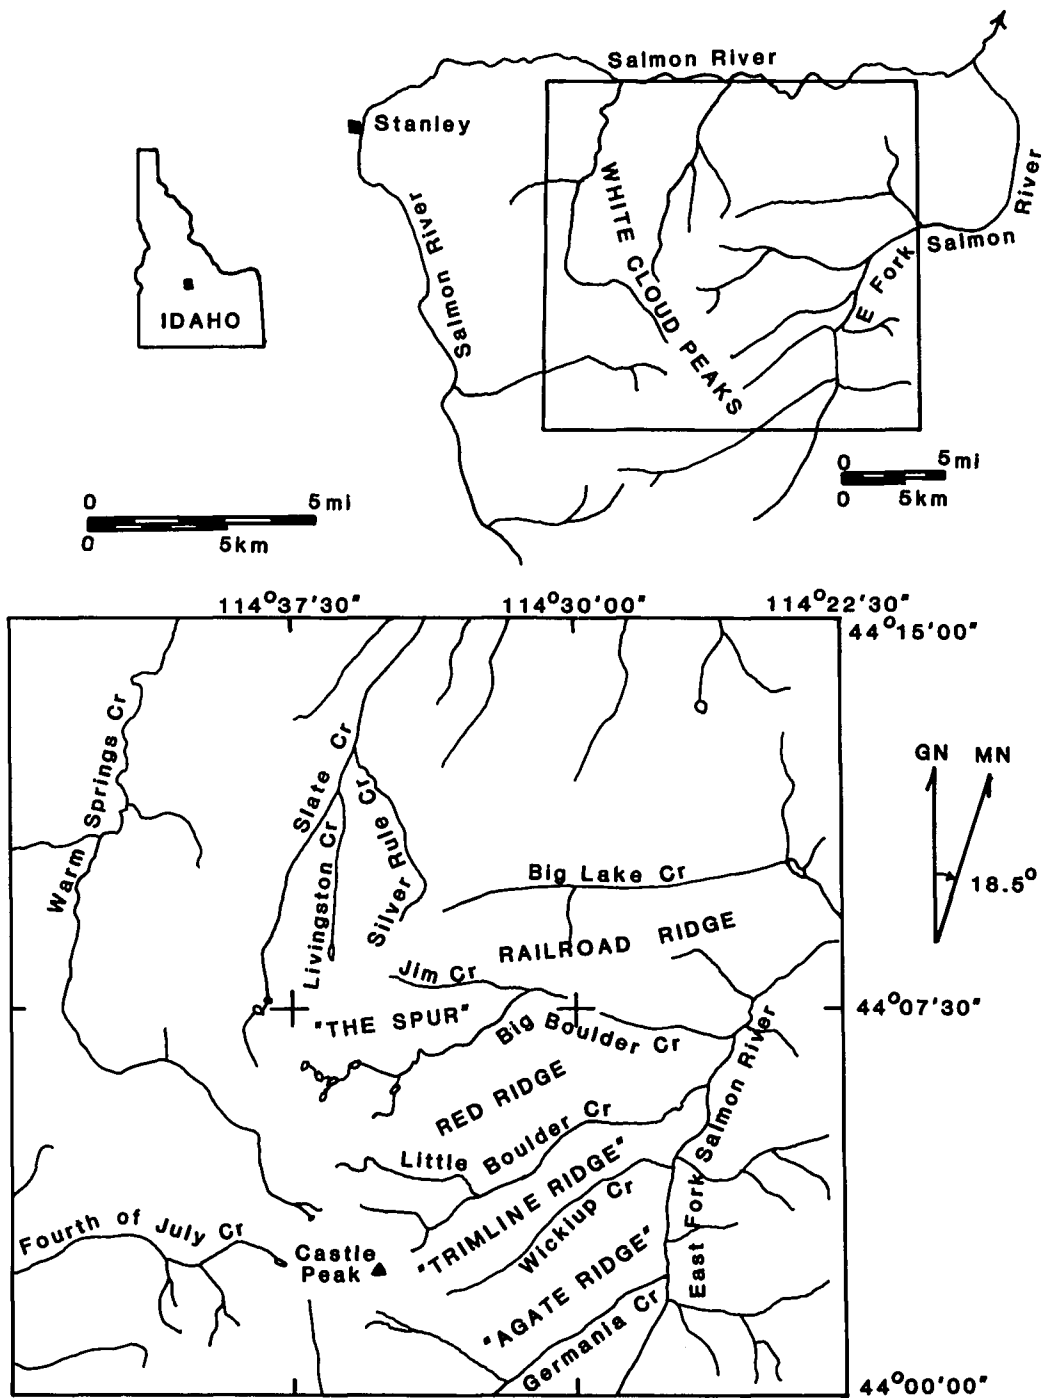 Salmon River
Stanley
Salmon River
WHITE CLOUD PEAKS
E Fork Salmon River
IDAHO
0 5mi
0 5km
0 5mi
0 5km
114°37'30"
114°30'00"
114°22'30"
44°15'00"
Warm Springs Cr
Slate Cr
Livingston Cr
Silver Rule Cr
Big Lake Cr
RAILROAD RIDGE
Jim Cr
"THE SPUR"
Big Boulder Cr
RED RIDGE
GN MN
18.5°
44°07'30"
Little Boulder Cr
"TRIMLINE RIDGE"
Wickiup Cr
East Fork Salmon River
Fourth of July Cr
Castle
Peak
"AGATE RIDGE"
Germania Cr
44°00'00"